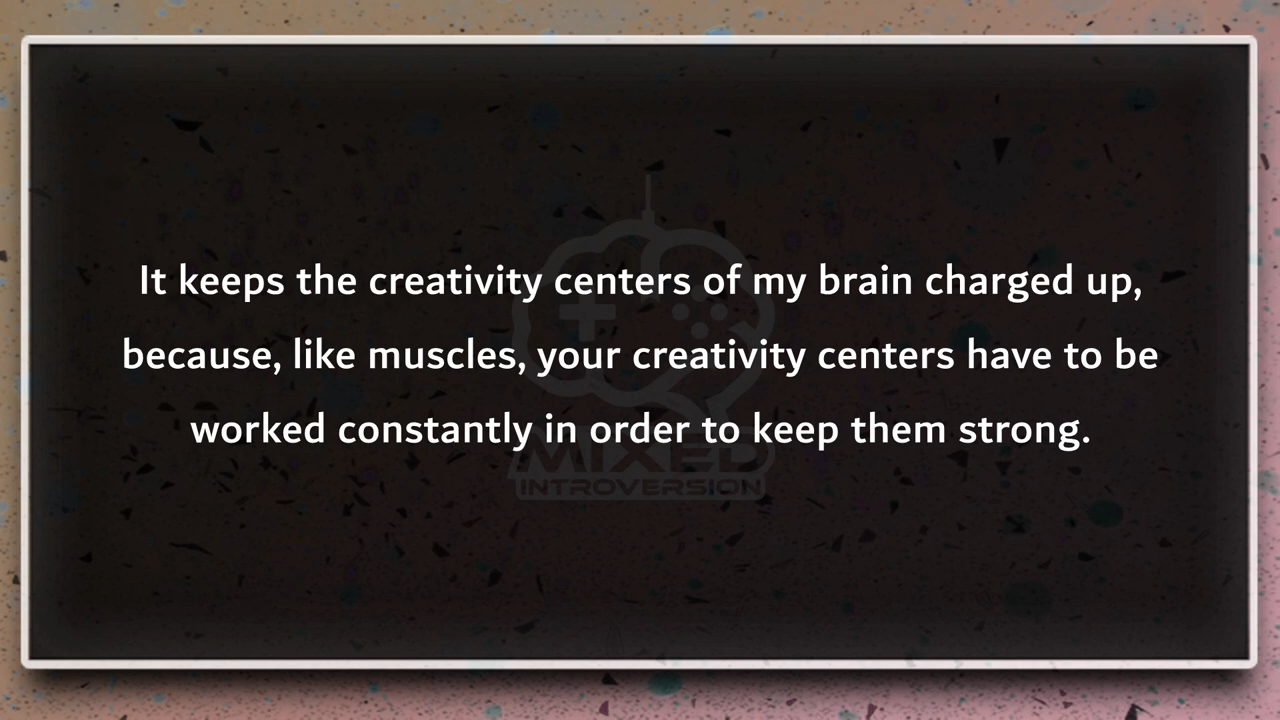 It keeps the creativity centers of my brain charged up,
because, like muscles, your creativity centers have to be
worked constantly in order to keep them strong.
MIXED
INTROVERSION